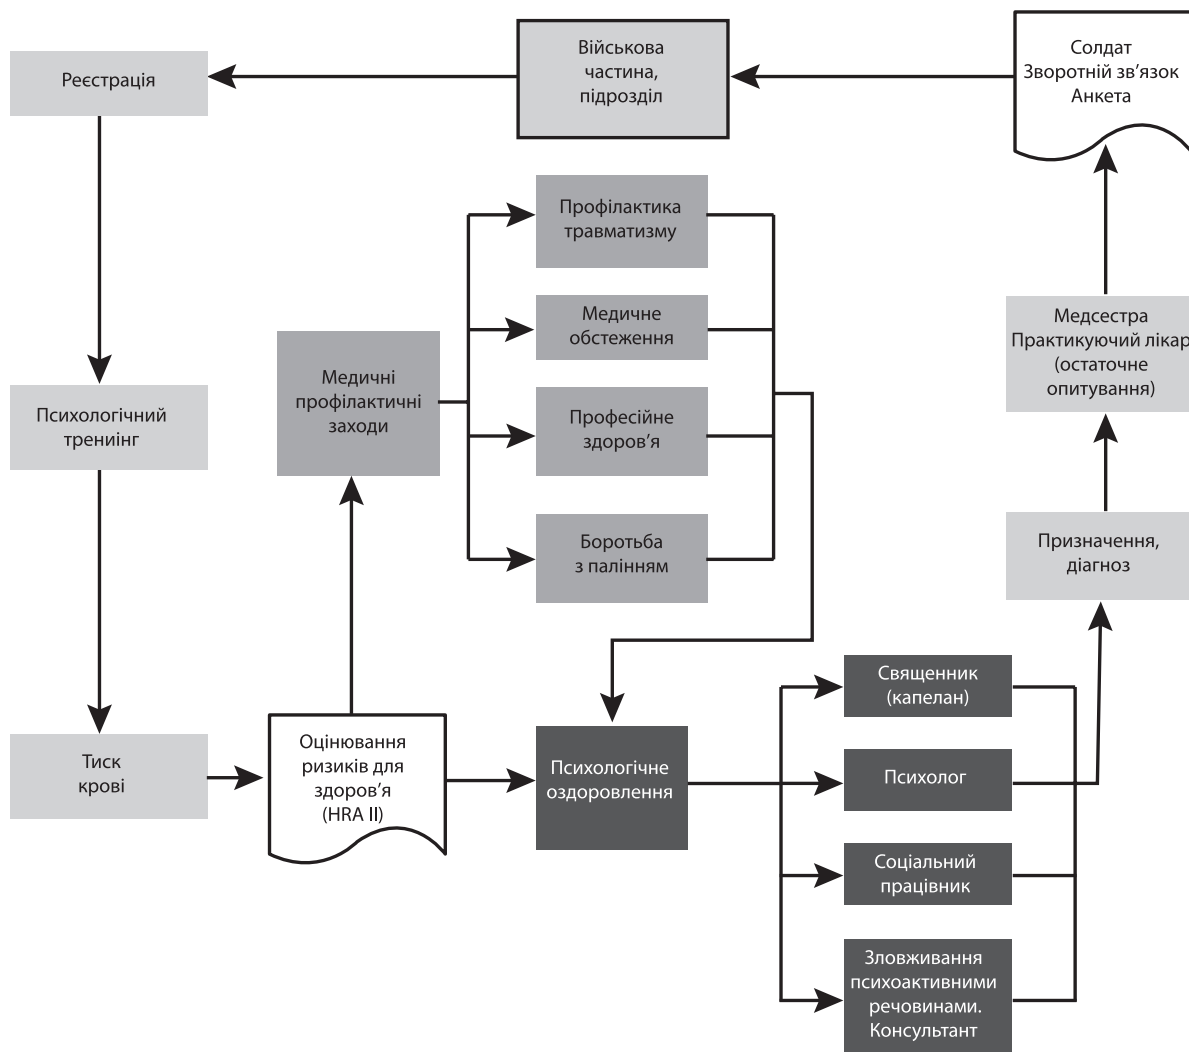 Реєстрація
Військова
частина,
підрозділ
Солдат
Зворотній зв'язок
Анкета
Профілактика
травматизму
Медичне
обстеження
Медичні
профілактичні
заходи
Професійне
здоров'я
Боротьба
з палінням
Медсестра
Практикуючий лікар
(остаточне
опитування)
Психологічний
трениінг
Призначення,
діагноз
Тиск
крові
Оцінювання
ризиків для
здоров'я
(HRA II)
Психологічне
оздоровлення
Священник
(капелан)
Психолог
Соціальний
працівник
Зловживання
психоактивними
речовинами.
Консультант